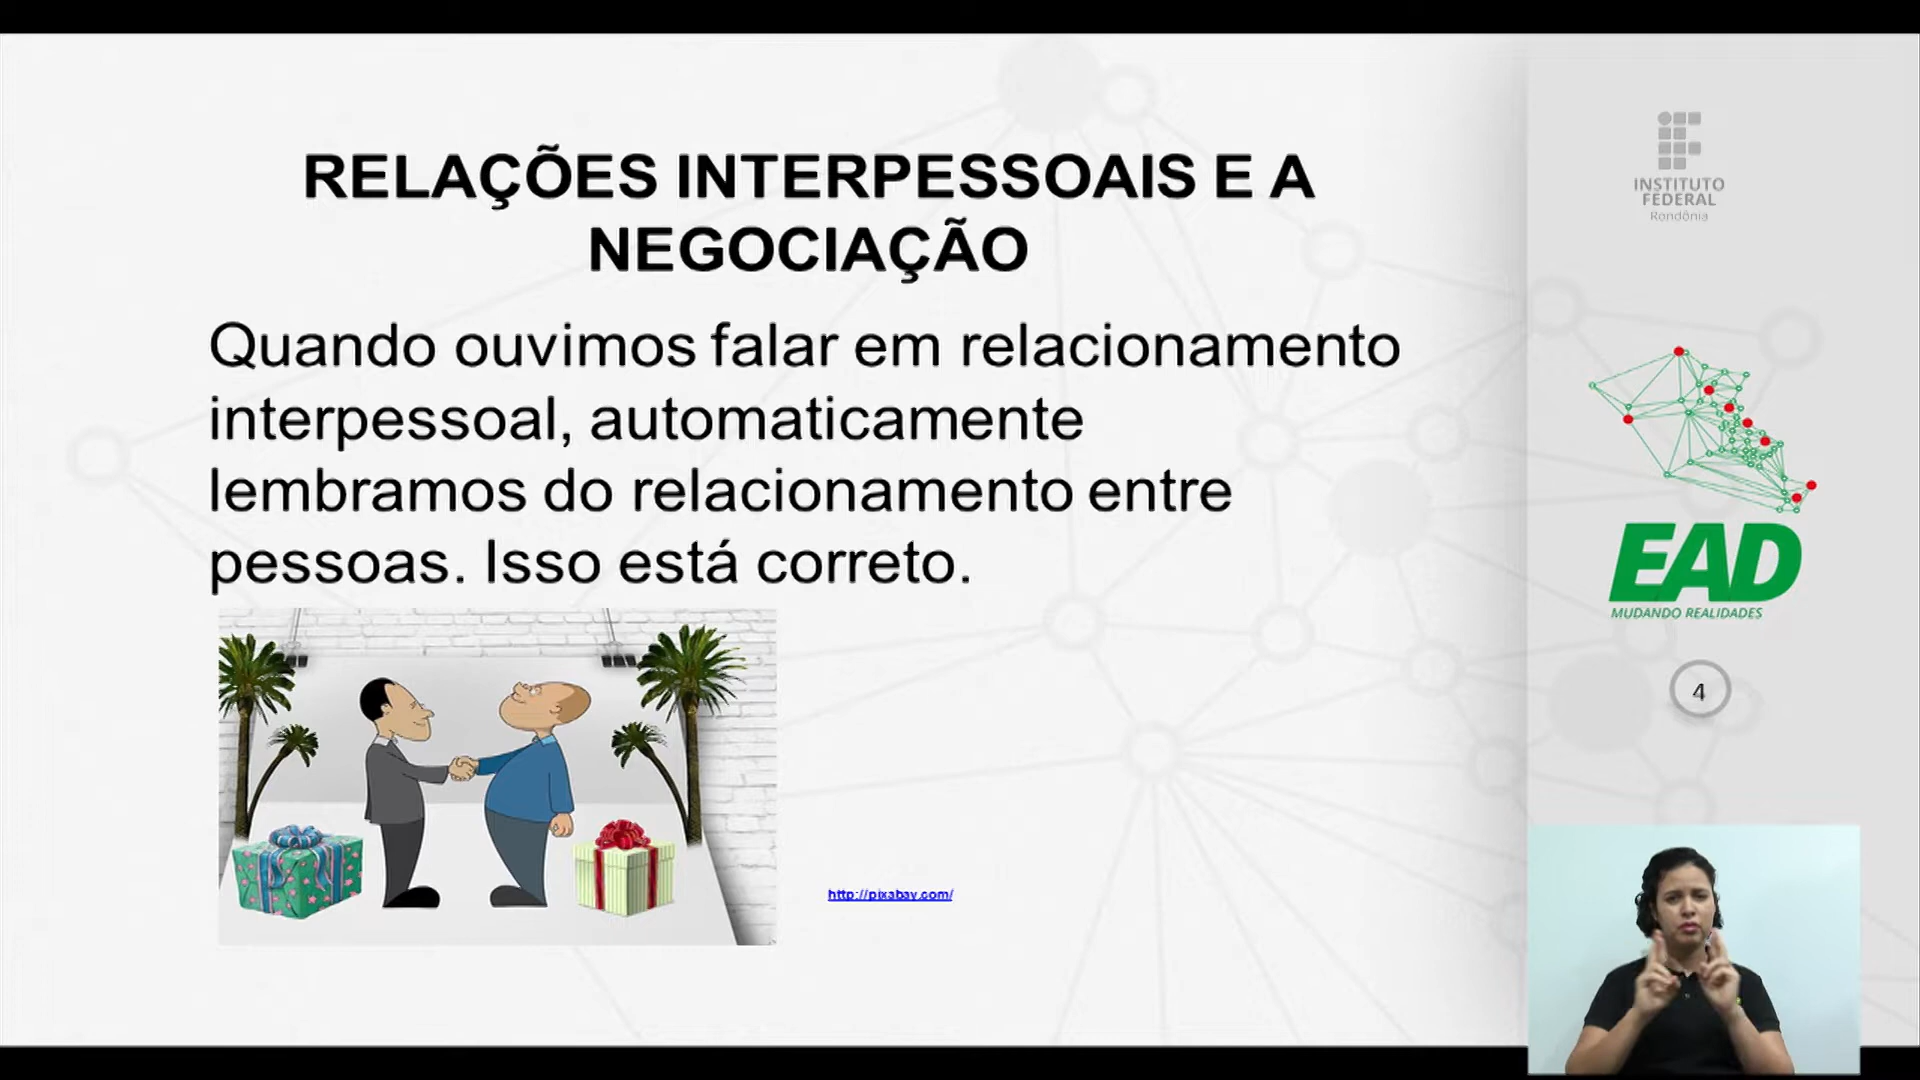 RELAÇÕES INTERPESSOAIS E A
NEGOCIAÇÃO
Quando ouvimos falar em relacionamento
interpessoal, automaticamente
lembramos do relacionamento entre
pessoas. Isso está correto.
http://pixabay.com/
INSTITUTO
FEDERAL
Rondônia
EAD
MUDANDO REALIDADES
4